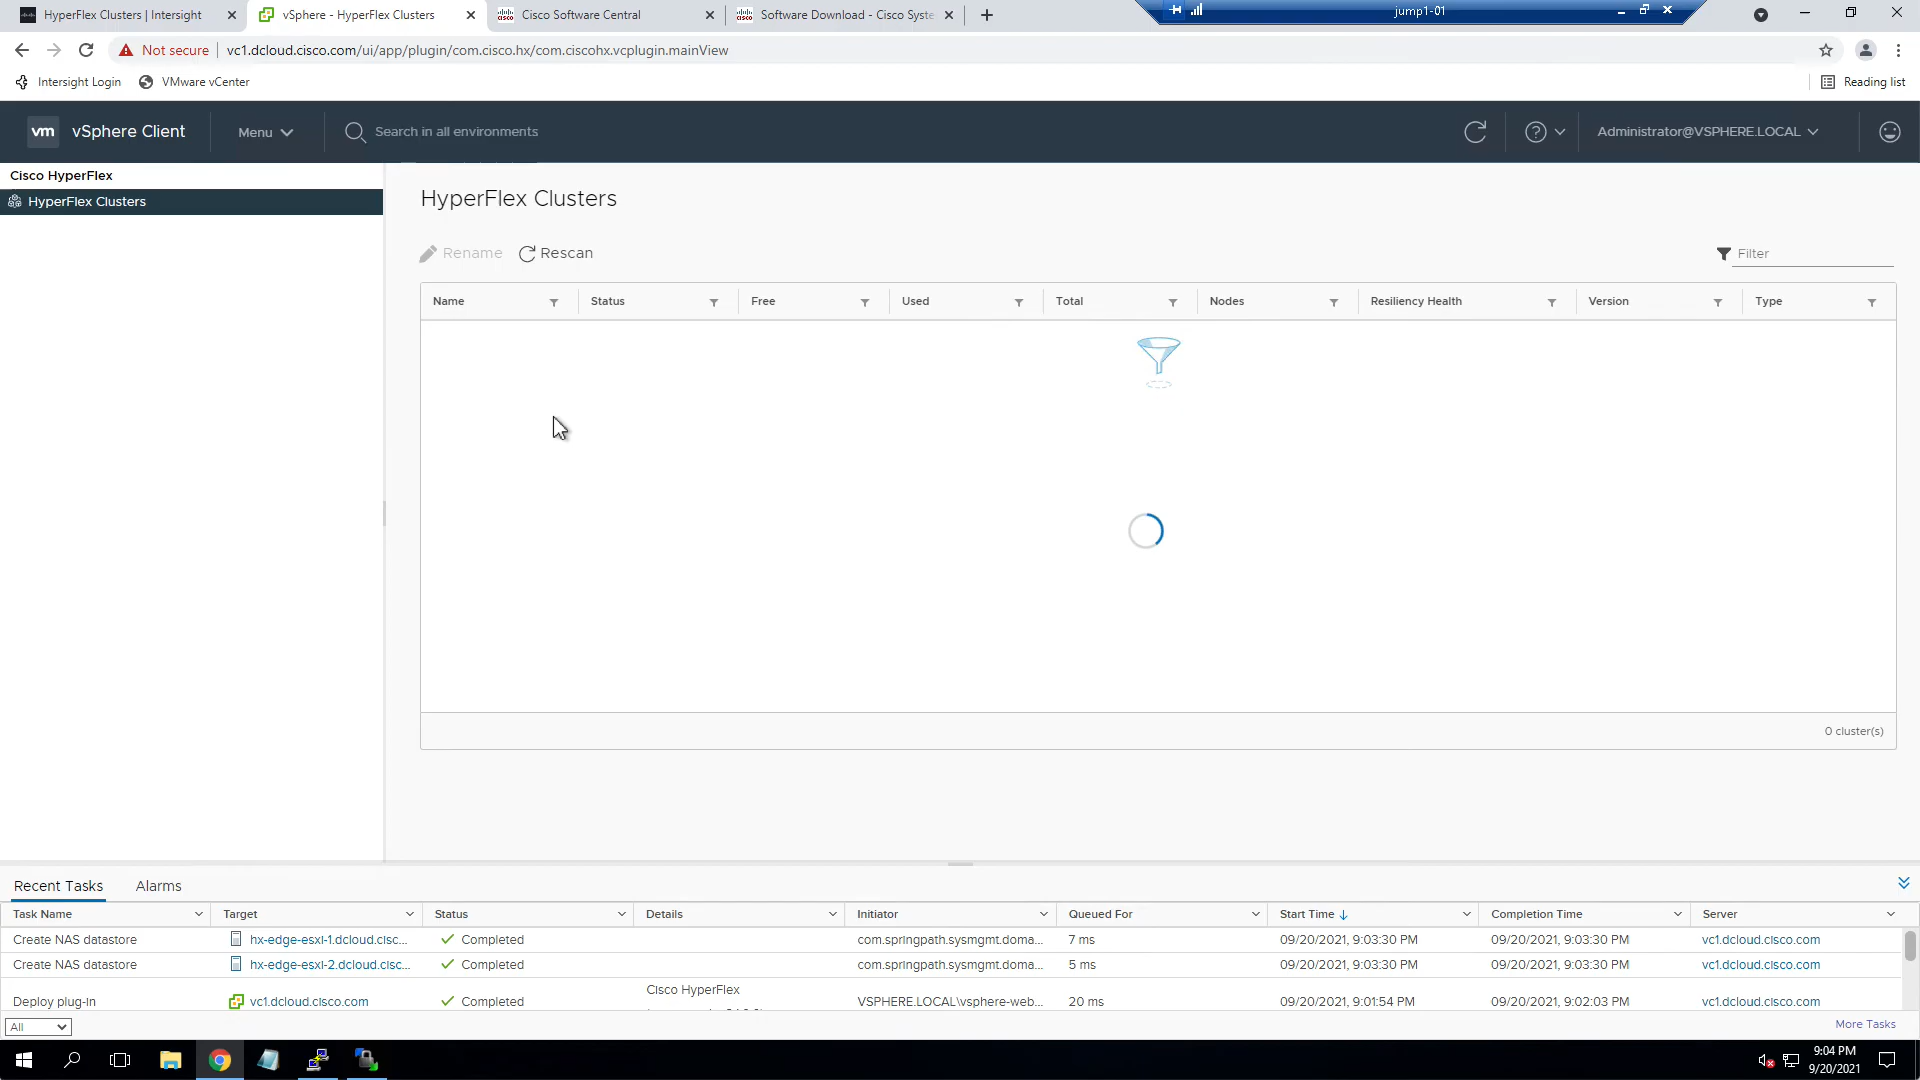 HyperFlex Clusters | Intersight
vSphere - HyperFlex Clusters
Cisco Software Central
Software Download - Cisco Syste
jump1-01
Not secure
vc1.dcloud.cisco.com/ui/app/plugin/com.cisco.hx/com.ciscohx.vcplugin.mainView
Intersight Login
VMware vCenter
Reading list
vm
vSphere Client
Menu
Search in all environments
Administrator@VSPHERE.LOCAL
Cisco HyperFlex
HyperFlex Clusters
HyperFlex Clusters
Rename
Rescan
Filter
Name
Status
Free
Used
Total
Nodes
Resiliency Health
Version
Type
0 cluster(s)
Recent Tasks
Alarms
Task Name
Target
Status
Details
Initiator
Queued For
Start Time
Completion Time
Server
Create NAS datastore
hx-edge-esxi-1.dcloud.cisc...
Completed
com.springpath.sysmgmt.doma...
7 ms
09/20/2021, 9:03:30 PM
09/20/2021, 9:03:30 PM
vc1.dcloud.cisco.com
Create NAS datastore
hx-edge-esxi-2.dcloud.cisc...
Completed
com.springpath.sysmgmt.doma...
5 ms
09/20/2021, 9:03:30 PM
09/20/2021, 9:03:30 PM
vc1.dcloud.cisco.com
Deploy plug-in
vc1.dcloud.cisco.com
Completed
Cisco HyperFlex
VSPHERE.LOCAL\vsphere-web...
20 ms
09/20/2021, 9:01:54 PM
09/20/2021, 9:02:03 PM
vc1.dcloud.cisco.com
All
More Tasks
9:04 PM
9/20/2021